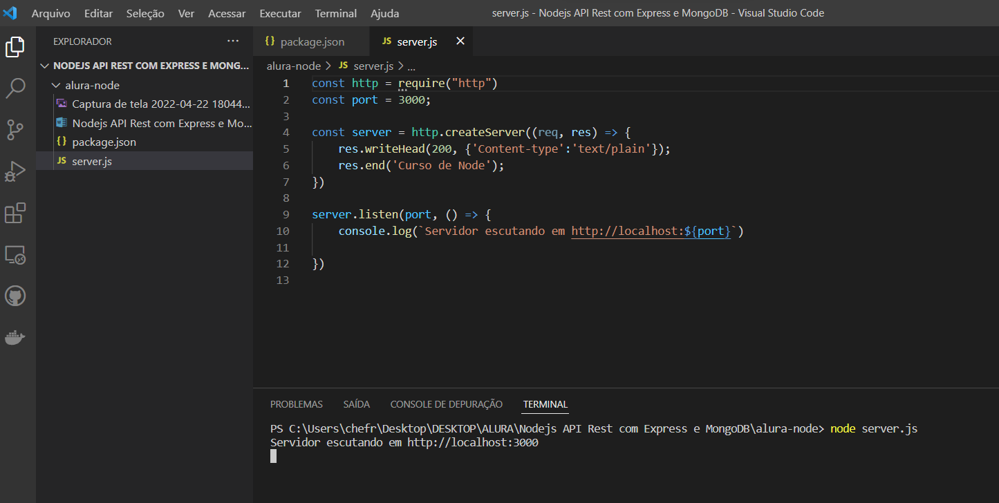 Arquivo Editar Seleção Ver Acessar Executar Terminal Ajuda
server.js - Nodejs API Rest com Express e MongoDB - Visual Studio Code
EXPLORADOR ...
NODEJS API REST COM EXPRESS E MONG...
alura-node
Captura de tela 2022-04-22 18044...
Nodejs API Rest com Express e Mo...
{} package.json
JS server.js
{} package.json
JS server.js ×
alura-node > JS server.js > ...
1 const http = require("http")
2 const port = 3000;
3
4 const server = http.createServer((req, res) => {
5 res.writeHead(200, {'Content-type':'text/plain'});
6 res.end('Curso de Node');
7 })
8
9 server.listen(port, () => {
10 console.log(`Servidor escutando em http://localhost:${port}`)
11
12 })
13
PROBLEMAS SAÍDA CONSOLE DE DEPURAÇÃO TERMINAL
PS C:\Users\chefr\Desktop\DESKTOP\ALURA\Nodejs API Rest com Express e MongoDB\alura-node> node server.js
Servidor escutando em http://localhost:3000